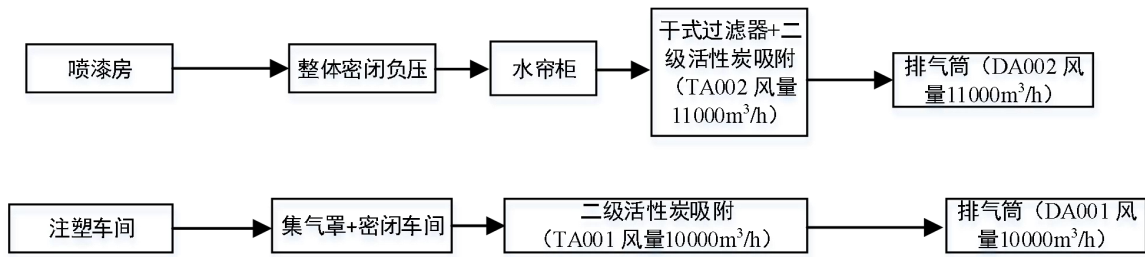 喷漆房
整体密闭负压
水帘柜
干式过滤器+二
级活性炭吸附
（TA002 风量
11000m³/h）
排气筒（DA002 风
量11000m³/h）
注塑车间
集气罩+密闭车间
二级活性炭吸附
（TA001 风量10000m³/h）
排气筒（DA001 风
量10000m³/h）